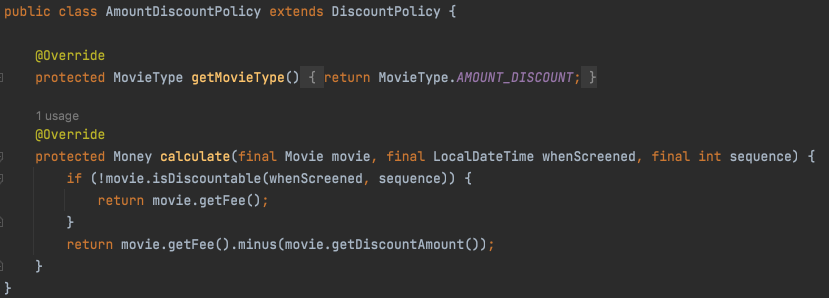 public class AmountDiscountPolicy extends DiscountPolicy {
@Override
protected MovieType getMovieType() { return MovieType.AMOUNT_DISCOUNT; }
1 usage
@Override
protected Money calculate(final Movie movie, final LocalDateTime whenScreened, final int sequence) {
if (!movie.isDiscountable(whenScreened, sequence)) {
return movie.getFee();
}
return movie.getFee().minus(movie.getDiscountAmount());
}
}